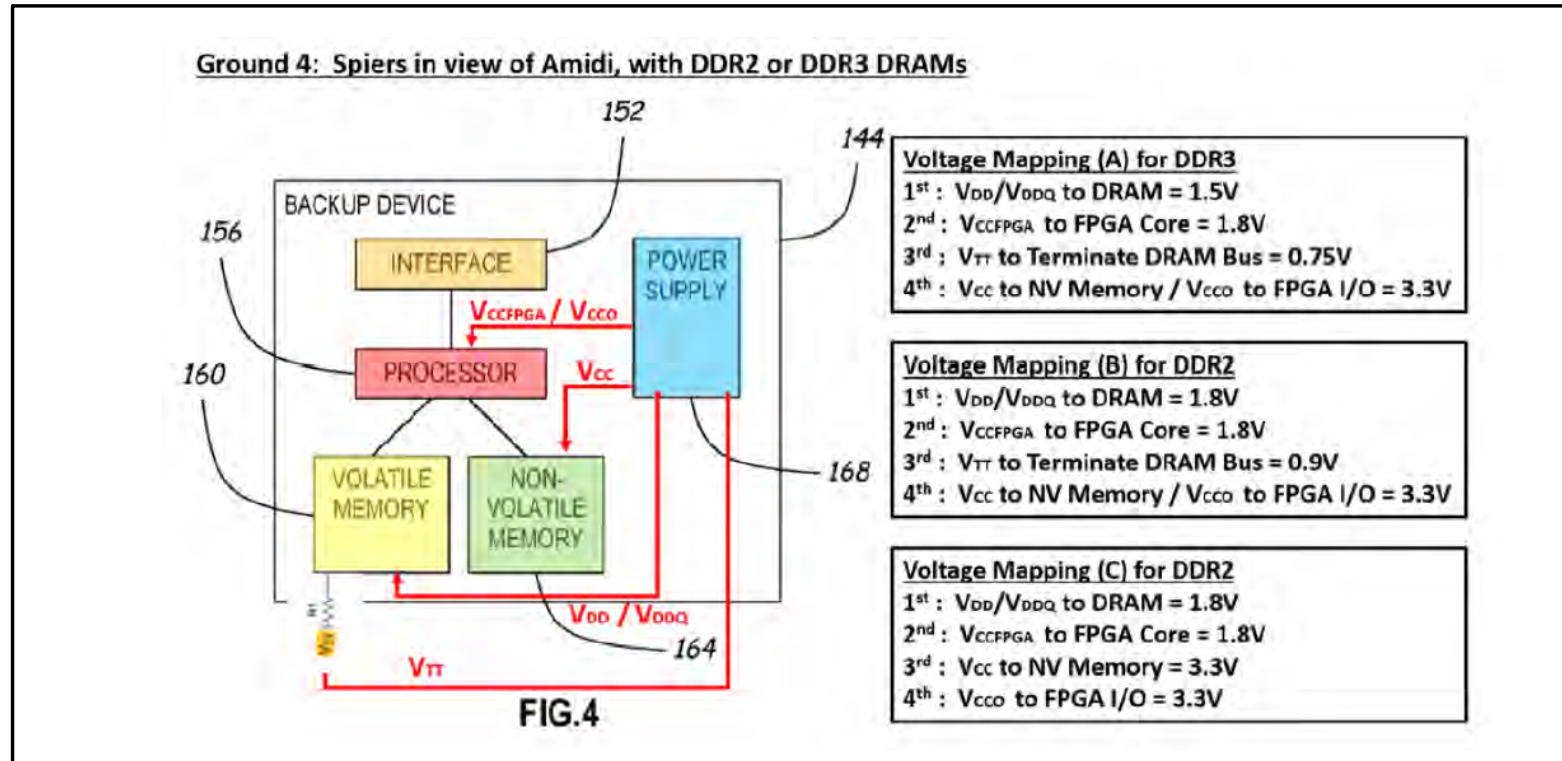 Ground 4: Spiers in view of Amidi, with DDR2 or DDR3 DRAMs
152
144
BACKUP DEVICE
156
INTERFACE
POWER
SUPPLY
VCCFPGA / VCCO
160
PROCESSOR
VCC
168
VOLATILE
MEMORY
NON-
VOLATILE
MEMORY
R1
VDD / VDDQ
164
VTT
FIG.4
Voltage Mapping (A) for DDR3
1st : VDD/VDDQ to DRAM = 1.5V
2nd : VCCFPGA to FPGA Core = 1.8V
3rd : VTT to Terminate DRAM Bus = 0.75V
4th : VCC to NV Memory / VCCO to FPGA I/O = 3.3V
Voltage Mapping (B) for DDR2
1st : VDD/VDDQ to DRAM = 1.8V
2nd : VCCFPGA to FPGA Core = 1.8V
3rd : VTT to Terminate DRAM Bus = 0.9V
4th : VCC to NV Memory / VCCO to FPGA I/O = 3.3V
Voltage Mapping (C) for DDR2
1st : VDD/VDDQ to DRAM = 1.8V
2nd : VCCFPGA to FPGA Core = 1.8V
3rd : VCC to NV Memory = 3.3V
4th : VCCO to FPGA I/O = 3.3V